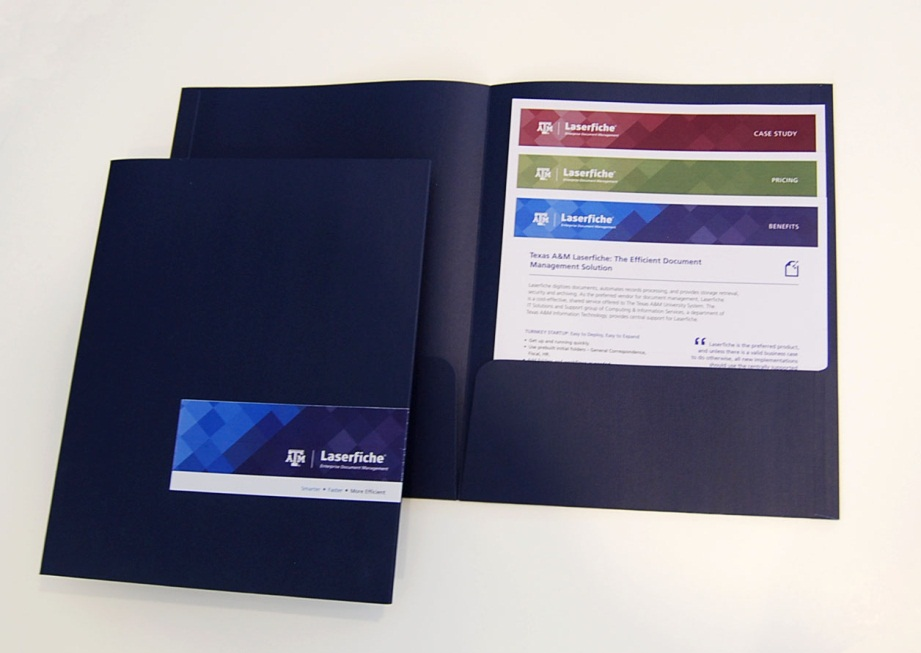 ATM Laserfiche®
Enterprise Document Management
CASE STUDY
ATM Laserfiche®
Enterprise Document Management
PRICING
ATM Laserfiche®
Enterprise Document Management
BENEFITS
Texas A&M Laserfiche: The Efficient Document
Management Solution
Laserfiche digitizes documents, automates records processing, and provides storage retrieval,
security and archiving. As the preferred vendor for document management, Laserfiche
is a cost-effective, shared service offered to The Texas A&M University System. The
IT Solutions and Support group of Computing & Information Services, a department of
Texas A&M Information Technology, provides central support for Laserfiche.
TURNKEY STARTUP: Easy to Deploy, Easy to Expand
• Get up and running quickly.
• Use prebuilt initial folders - General Correspondence,
Fiscal, HR.
“ Laserfiche is the preferred product,
and unless there is a valid business case
to do otherwise, all new implementations
should use the centrally supported
ATM Laserfiche®
Enterprise Document Management
Smarter • Faster • More Efficient